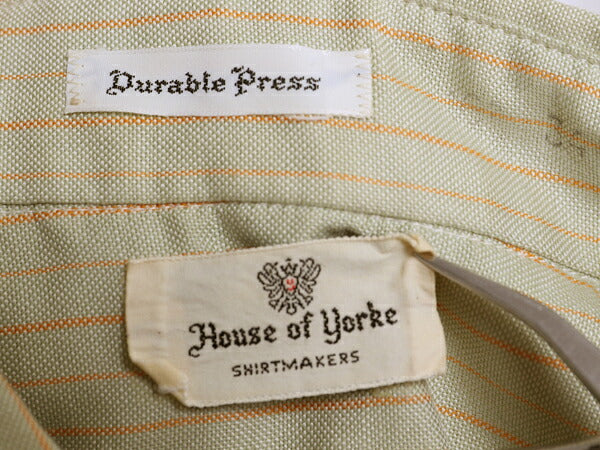 Durable Press
House of Yorke
SHIRTMAKERS